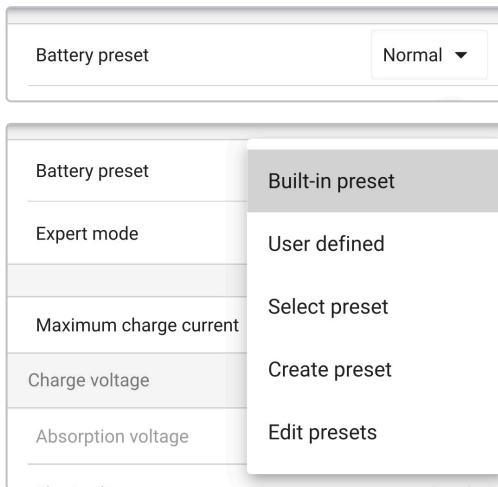 Battery preset Normal
Battery preset
Built-in preset
Expert mode
User defined
Select preset
Maximum charge current
Create preset
Charge voltage
Edit presets
Absorption voltage